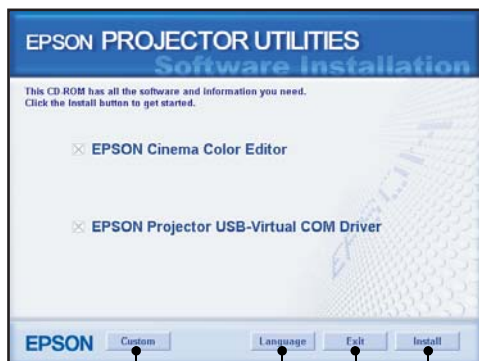 EPSON PROJECTOR UTILITIES
Software Installation
This CD-ROM has all the software and information you need.
Click the Install button to get started.
EPSON Cinema Color Editor
EPSON Projector USB-Virtual COM Driver
EPSON
EPSON Custom Language Exit Install